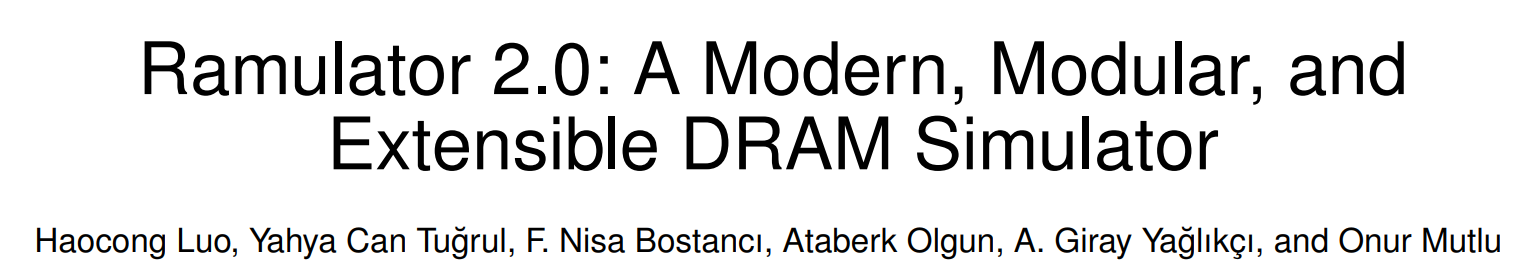 Ramulator 2.0: A Modern, Modular, and
Extensible DRAM Simulator
Haocong Luo, Yahya Can Tuğrul, F. Nisa Bostancı, Ataberk Olgun, A. Giray Yağlıkçı, and Onur Mutlu